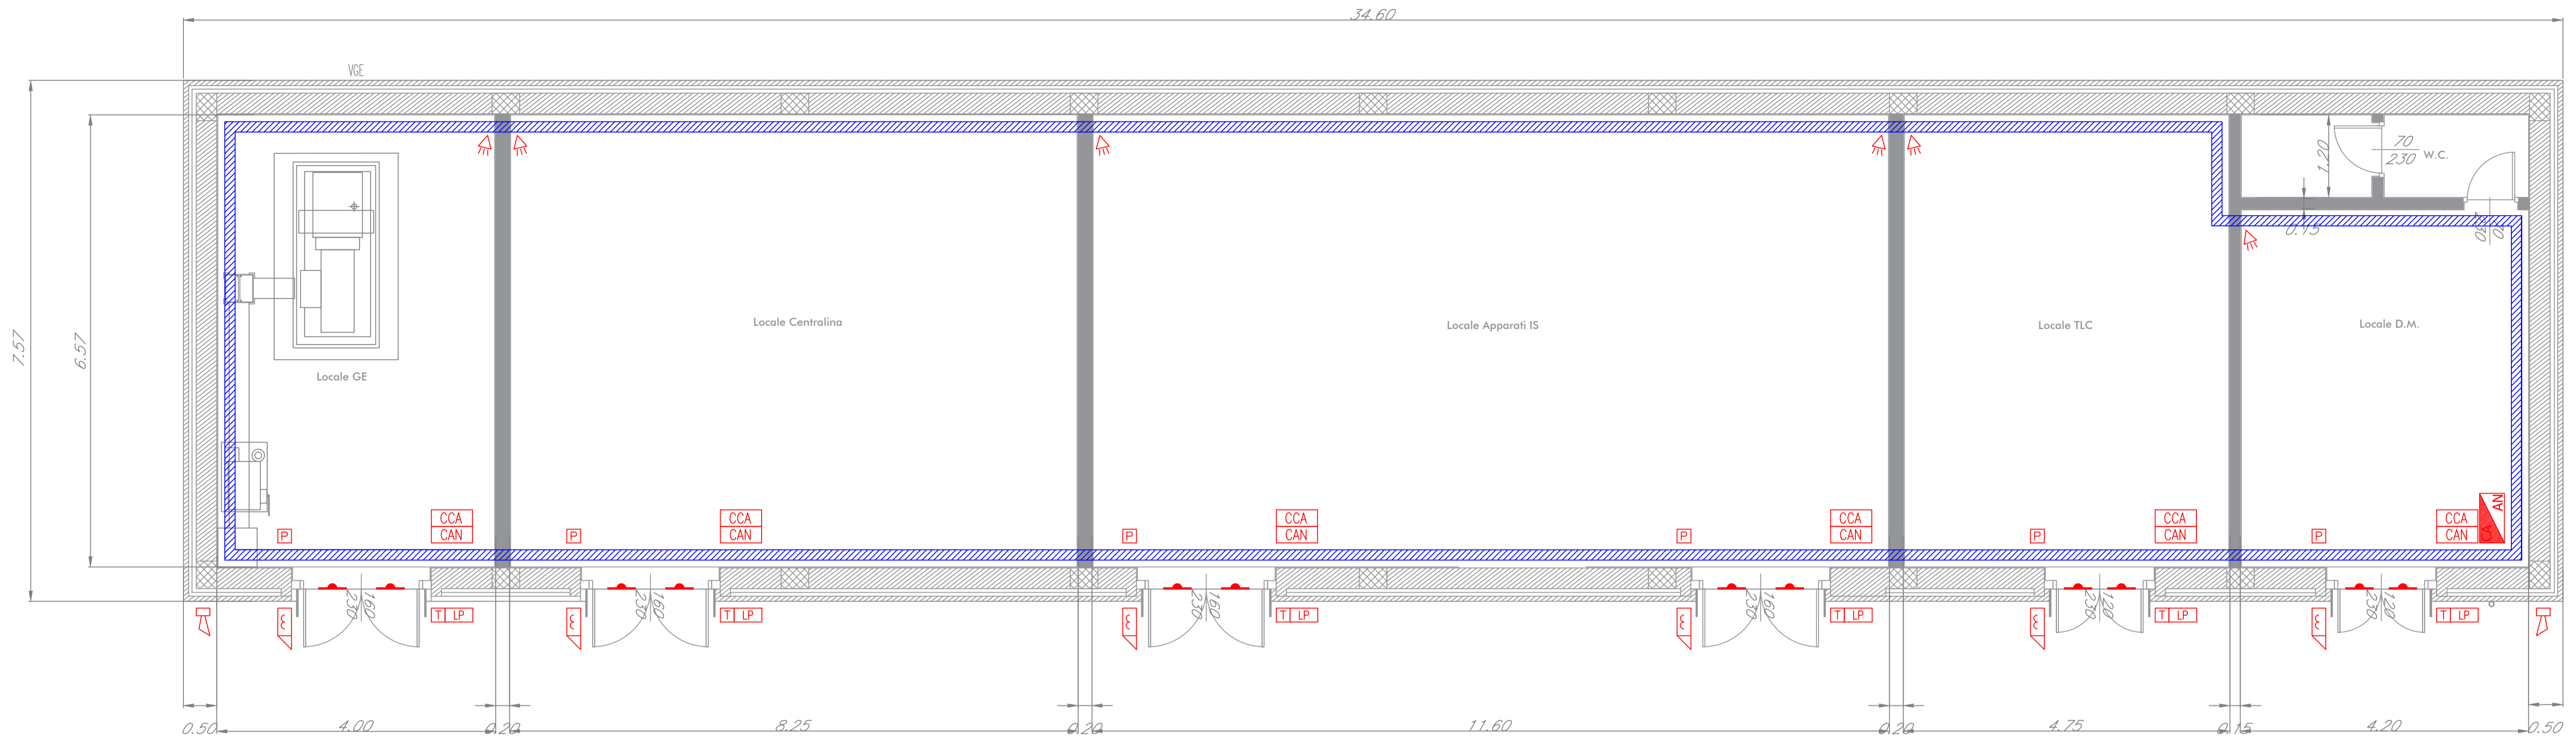 34.60
VGE
7.57
6.57
1.20
70
230
W.C.
0.15
70
230
Locale Centralina
Locale Apparati IS
Locale TLC
Locale D.M.
Locale GE
P
CCA
CAN
P
CCA
CAN
P
CCA
CAN
P
CCA
CAN
P
CCA
CAN
P
CCA
CAN
CA
AN
160
230
160
230
160
230
160
230
120
230
120
230
T LP
T LP
T LP
T LP
T LP
T LP
0.50
4.00
0.20
8.25
0.20
11.60
0.20
4.75
0.15
4.20
0.50